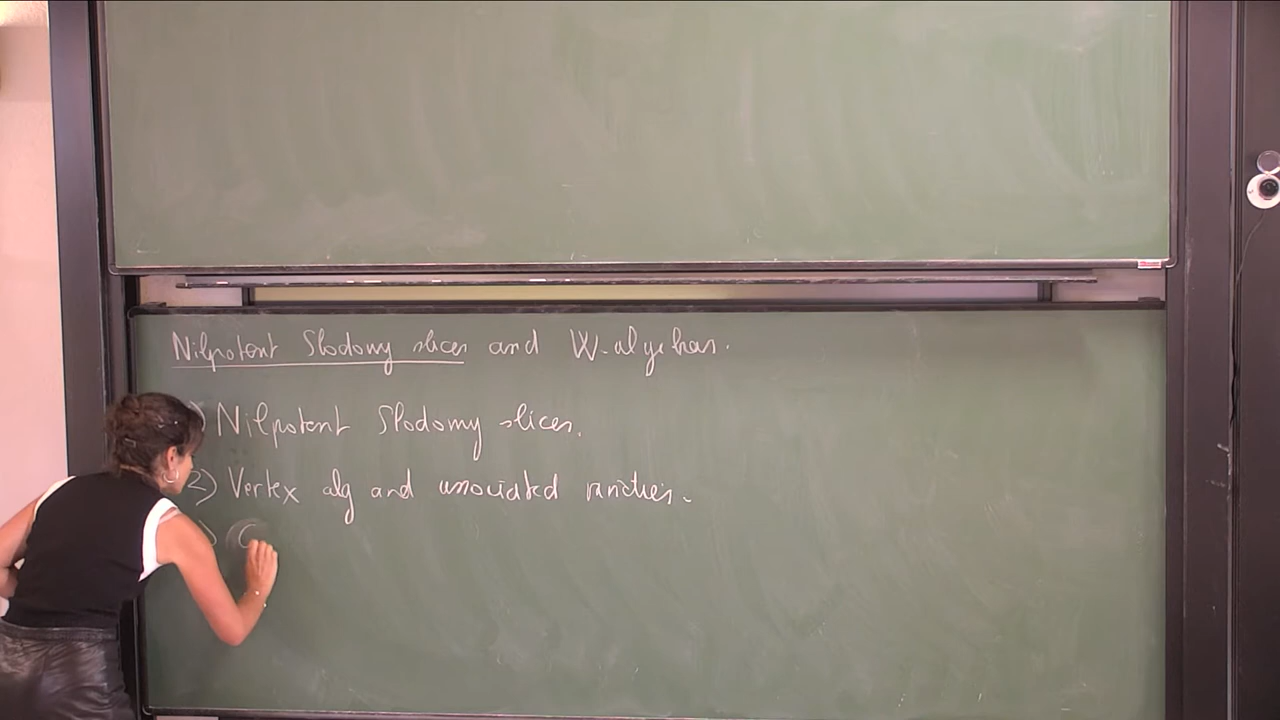 Nilpotent Slodowy slices and W-algebras.
1) Nilpotent Slodowy slices.
2) Vertex alg and associated varieties.
) C